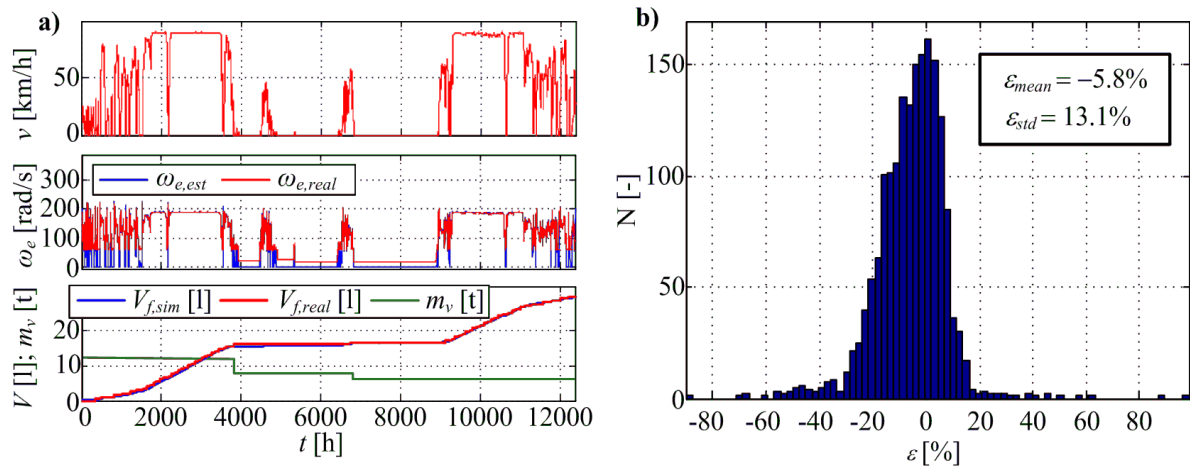 a)
50
0
v [km/h]
ω_e,est ω_e,real
300
200
100
0
ω_e [rad/s]
V_f,sim [l] V_f,real [l] m_v [t]
20
10
0
V [l]; m_v [t]
0 2000 4000 6000 8000 10000 12000
t [h]
b)
150
100
50
0
N [-]
ε_mean = −5.8%
ε_std = 13.1%
-80 -60 -40 -20 0 20 40 60 80
ε [%]